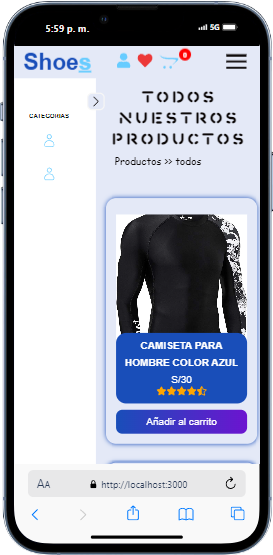 5:59 p. m.
5G
Shoes
0
CATEGORIAS
TODOS
NUESTROS
PRODUCTOS
Productos >> todos
CAMISETA PARA
HOMBRE COLOR AZUL
S/30
Añadir al carrito
AA
http://localhost:3000